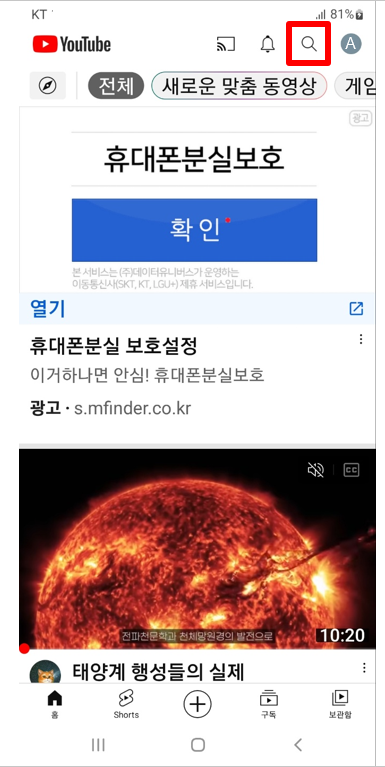 KT
81%
YouTube
A
전체
새로운 맞춤 동영상
게임
광고
휴대폰분실보호
확인
본 서비스는 (주)데이터유니버스가 운영하는
이동통신사(SKT, KT, LGU+) 제휴 서비스입니다.
열기
휴대폰분실 보호설정
이거하나면 안심! 휴대폰분실보호
광고 · s.mfinder.co.kr
CC
전파천문학과 천체망원경의 발전으로
10:20
태양계 행성들의 실제
홈
Shorts
구독
보관함